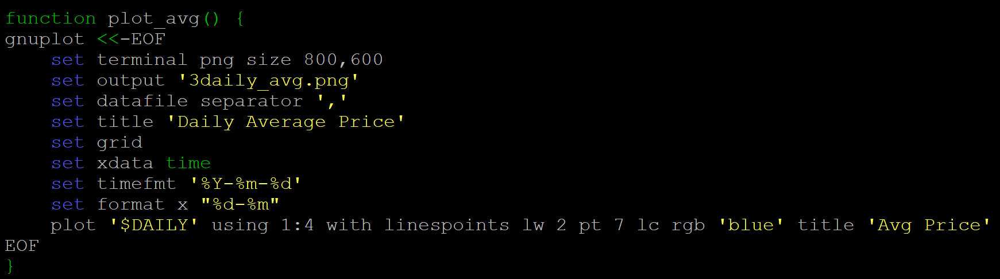 function plot_avg() {
gnuplot <<-EOF
    set terminal png size 800,600
    set output '3daily_avg.png'
    set datafile separator ','
    set title 'Daily Average Price'
    set grid
    set xdata time
    set timefmt '%Y-%m-%d'
    set format x "%d-%m"
    plot '$DAILY' using 1:4 with linespoints lw 2 pt 7 lc rgb 'blue' title 'Avg Price'
EOF
}